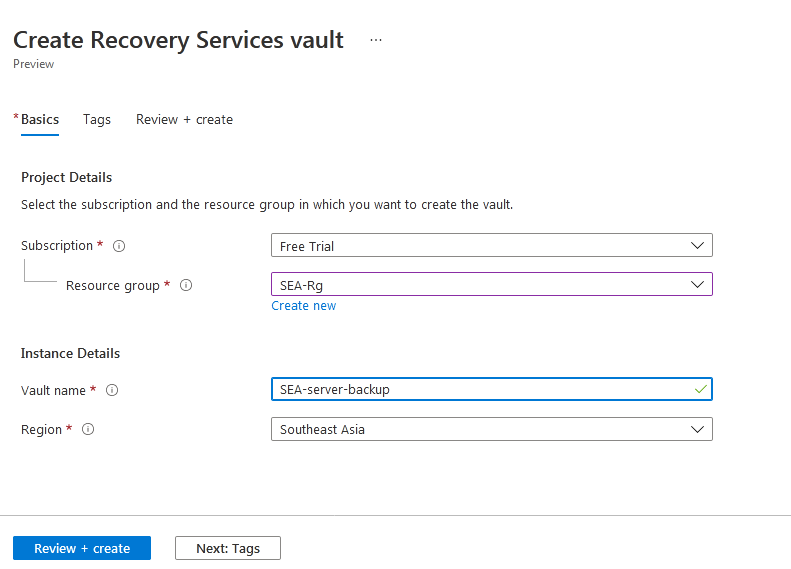 Create Recovery Services vault ...
Preview
* Basics Tags Review + create
Project Details
Select the subscription and the resource group in which you want to create the vault.
Subscription * Free Trial
Resource group * SEA-Rg
Create new
Instance Details
Vault name * SEA-server-backup
Region * Southeast Asia
Review + create Next: Tags